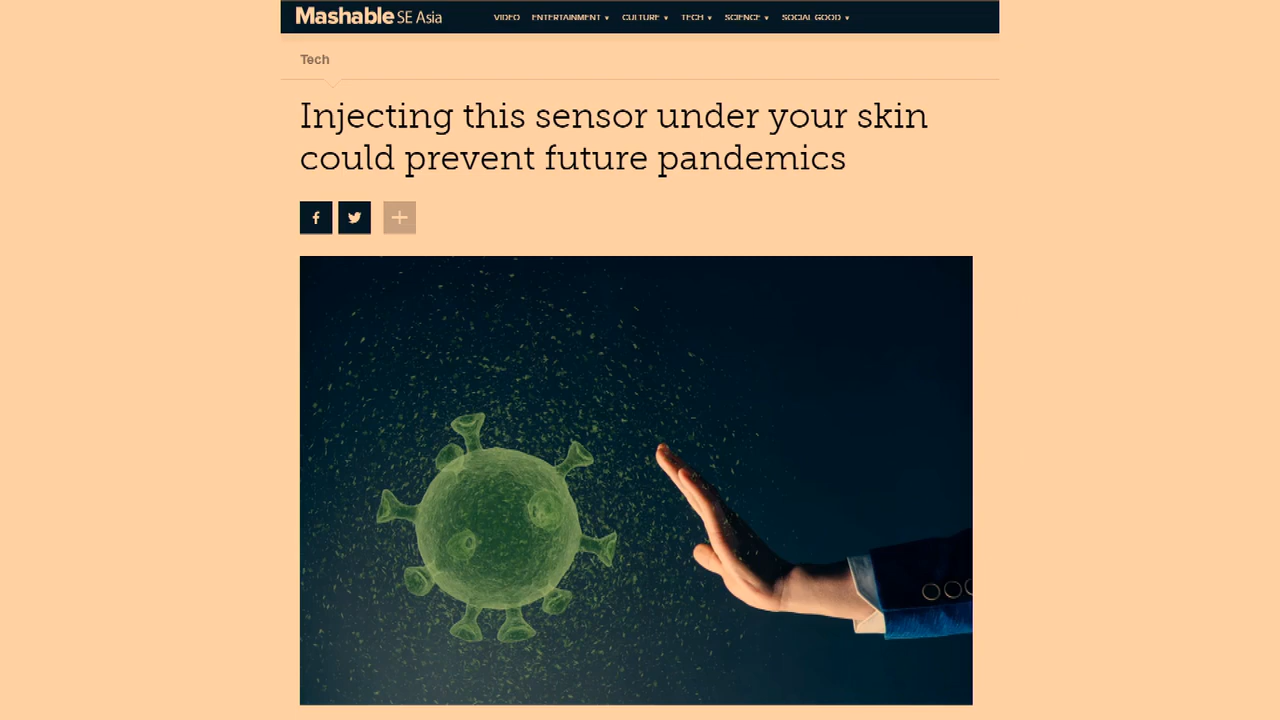 Mashable SE Asia
VIDEO ENTERTAINMENT ▼ CULTURE ▼ TECH ▼ SCIENCE ▼ SOCIAL GOOD ▼
Tech
Injecting this sensor under your skin
could prevent future pandemics